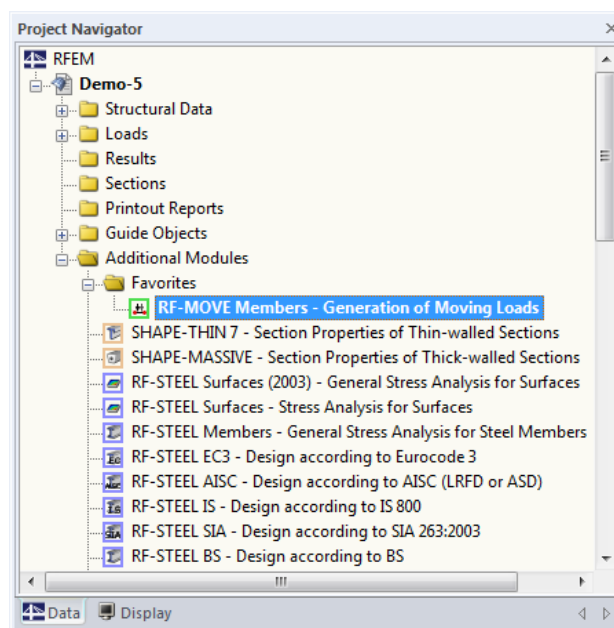 Project Navigator
RFEM
Demo-5
Structural Data
Loads
Results
Sections
Printout Reports
Guide Objects
Additional Modules
Favorites
RF-MOVE Members - Generation of Moving Loads
SHAPE-THIN 7 - Section Properties of Thin-walled Sections
SHAPE-MASSIVE - Section Properties of Thick-walled Sections
RF-STEEL Surfaces (2003) - General Stress Analysis for Surfaces
RF-STEEL Surfaces - Stress Analysis for Surfaces
RF-STEEL Members - General Stress Analysis for Steel Members
RF-STEEL EC3 - Design according to Eurocode 3
RF-STEEL AISC - Design according to AISC (LRFD or ASD)
RF-STEEL IS - Design according to IS 800
RF-STEEL SIA - Design according to SIA 263:2003
RF-STEEL BS - Design according to BS
Data Display